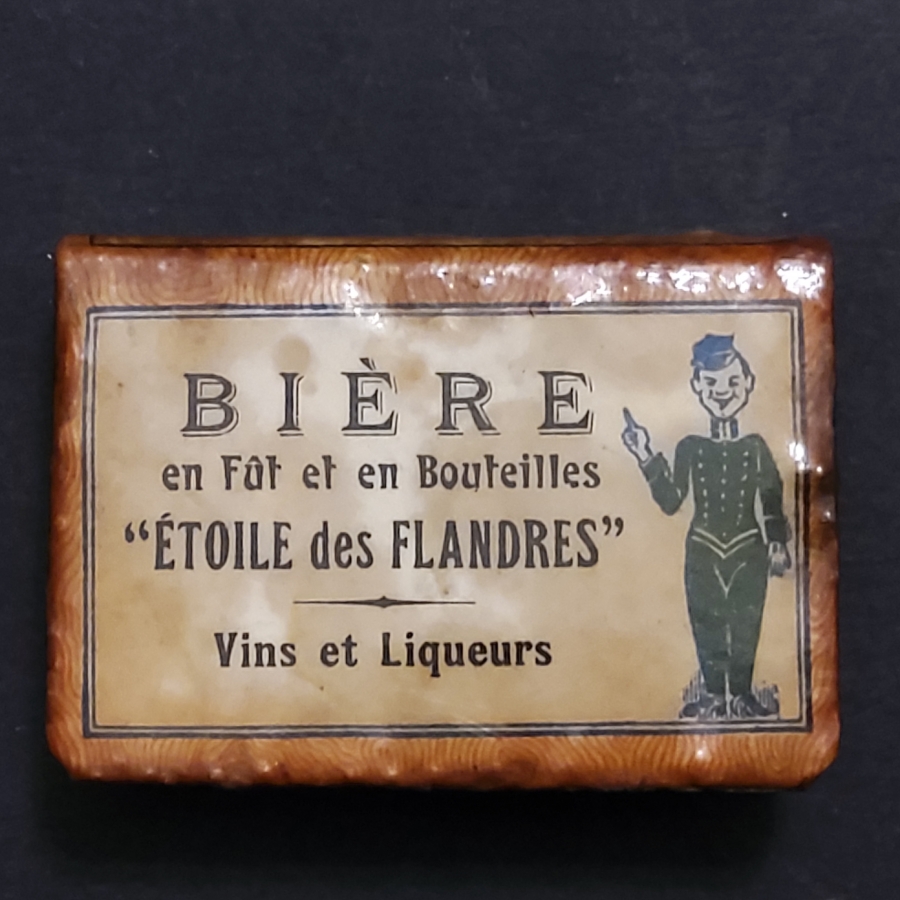 BIÈRE
en Fût et en Bouteilles
“ÉTOILE des FLANDRES”
Vins et Liqueurs